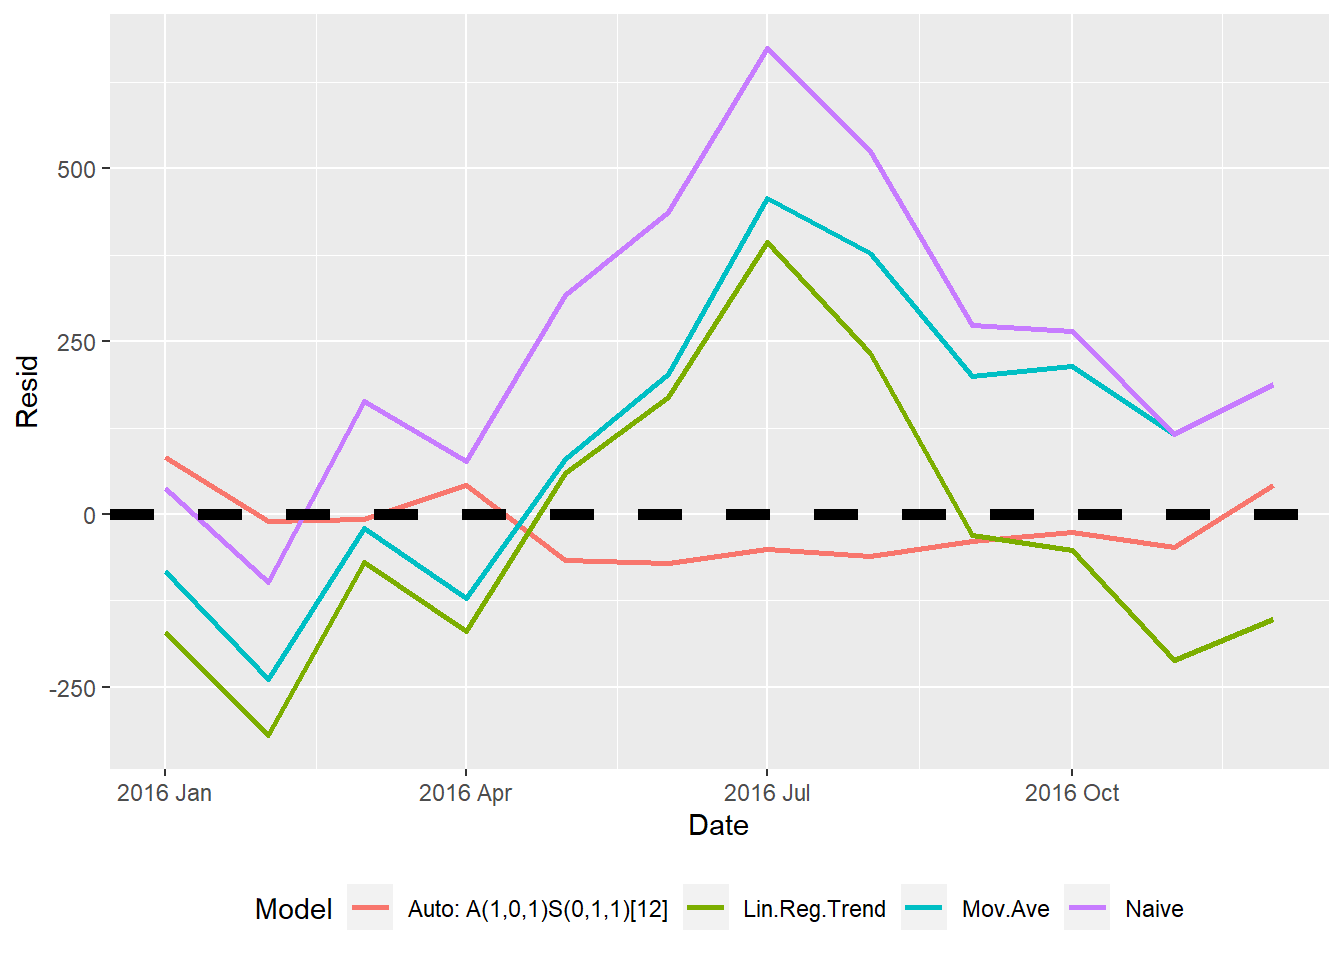 500
250
0
-250
Resid
2016 Jan 2016 Apr 2016 Jul 2016 Oct
Date
Model Auto: A(1,0,1)S(0,1,1)[12] Lin.Reg.Trend Mov.Ave Naive